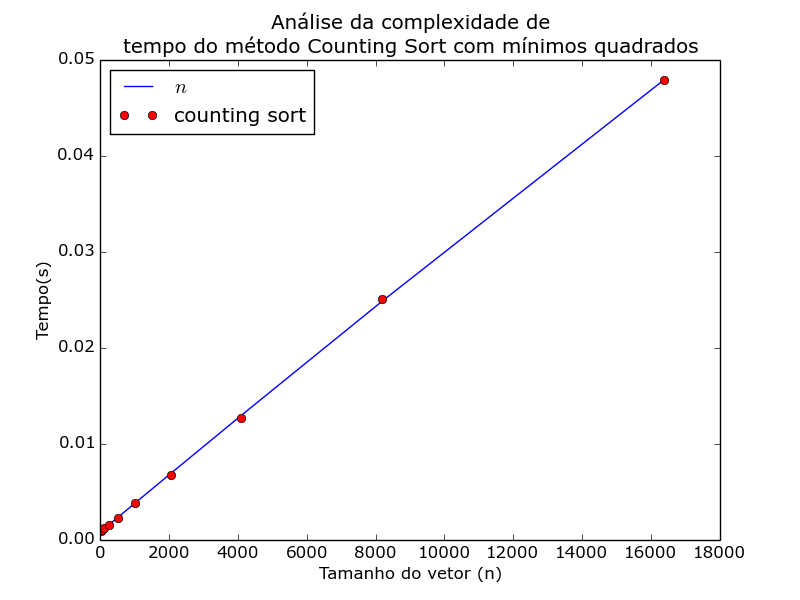 Análise da complexidade de
tempo do método Counting Sort com mínimos quadrados
n
counting sort
0.05
0.04
0.03
0.02
0.01
0.00
Tempo(s)
0 2000 4000 6000 8000 10000 12000 14000 16000 18000
Tamanho do vetor (n)